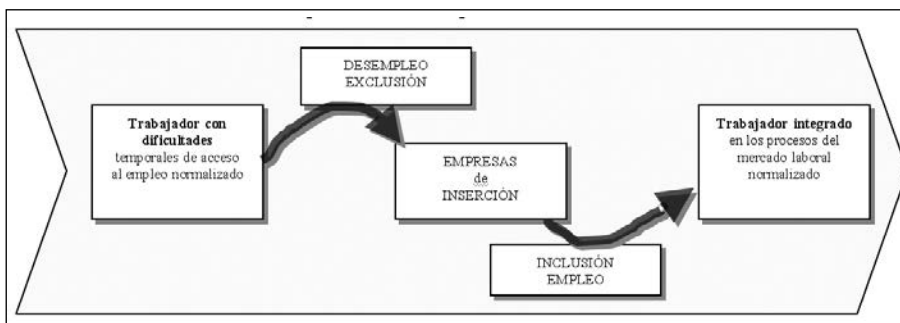 DESEMPLEO
EXCLUSIÓN
Trabajador con
dificultades
temporales de acceso
al empleo normalizado
EMPRESAS
de
INSERCIÓN
INCLUSIÓN
EMPLEO
Trabajador integrado
en los procesos del
mercado laboral
normalizado